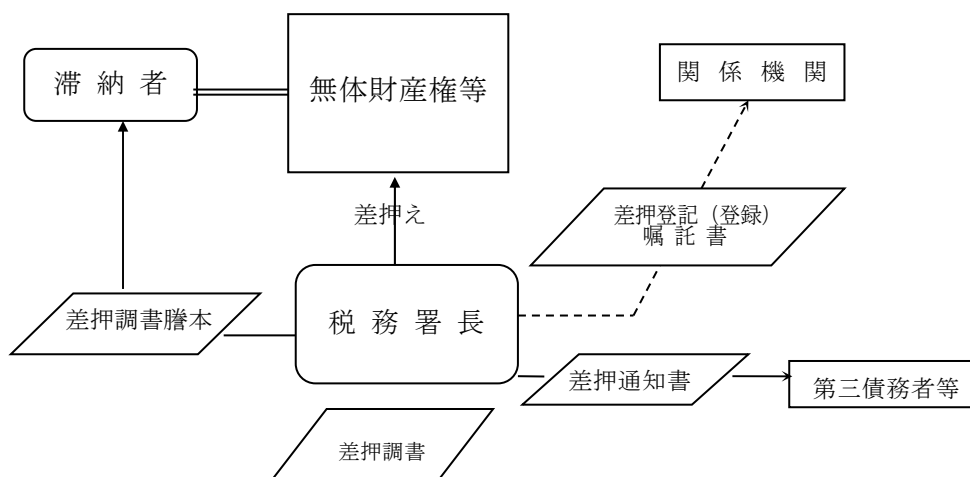 滞 納 者
無体財産権等
関 係 機 関
差押え
差押登記（登録）
嘱 託 書
差押調書謄本
税 務 署 長
差押通知書
第三債務者等
差押調書